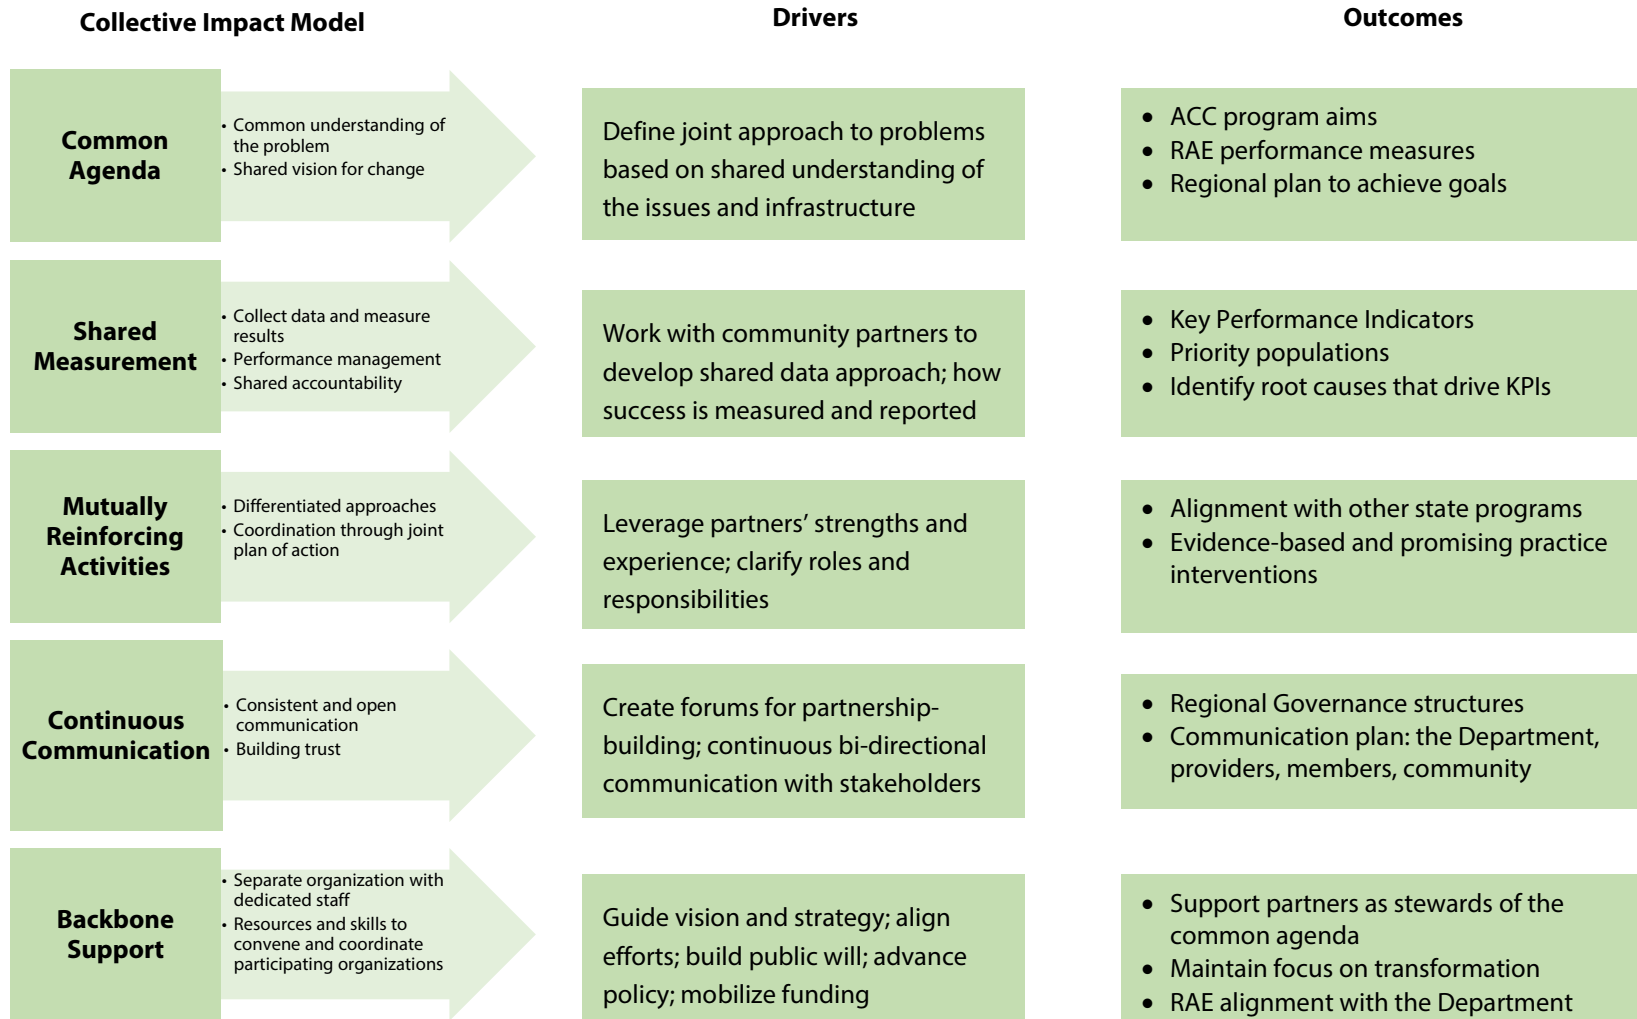 Collective Impact Model
Drivers
Outcomes
Common
Agenda
• Common understanding of
the problem
• Shared vision for change
Define joint approach to problems
based on shared understanding of
the issues and infrastructure
• ACC program aims
• RAE performance measures
• Regional plan to achieve goals
Shared
Measurement
• Collect data and measure
results
• Performance management
• Shared accountability
Work with community partners to
develop shared data approach; how
success is measured and reported
• Key Performance Indicators
• Priority populations
• Identify root causes that drive KPIs
Mutually
Reinforcing
Activities
• Differentiated approaches
• Coordination through joint
plan of action
Leverage partners’ strengths and
experience; clarify roles and
responsibilities
• Alignment with other state programs
• Evidence-based and promising practice
interventions
Continuous
Communication
• Consistent and open
communication
• Building trust
Create forums for partnership-
building; continuous bi-directional
communication with stakeholders
• Regional Governance structures
• Communication plan: the Department,
providers, members, community
Backbone
Support
• Separate organization with
dedicated staff
• Resources and skills to
convene and coordinate
participating organizations
Guide vision and strategy; align
efforts; build public will; advance
policy; mobilize funding
• Support partners as stewards of the
common agenda
• Maintain focus on transformation
• RAE alignment with the Department